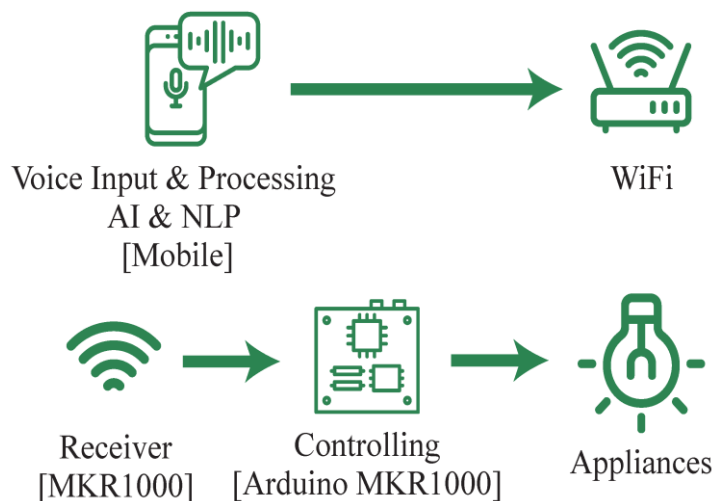 Voice Input & Processing
AI & NLP
[Mobile]
WiFi
Receiver
[MKR1000]
Controlling
[Arduino MKR1000]
Appliances